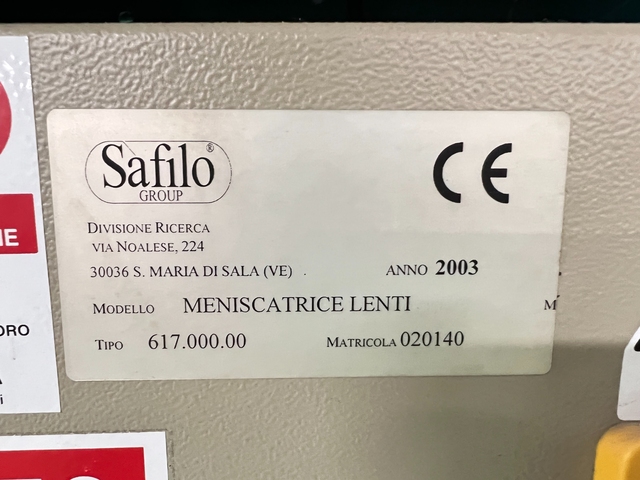 Safilo®
GROUP
CE
DIVISIONE RICERCA
VIA NOALESE, 224
30036 S. MARIA DI SALA (VE) .
ANNO 2003
MODELLO MENISCATRICE LENTI
M
TIPO 617.000.00
MATRICOLA 020140